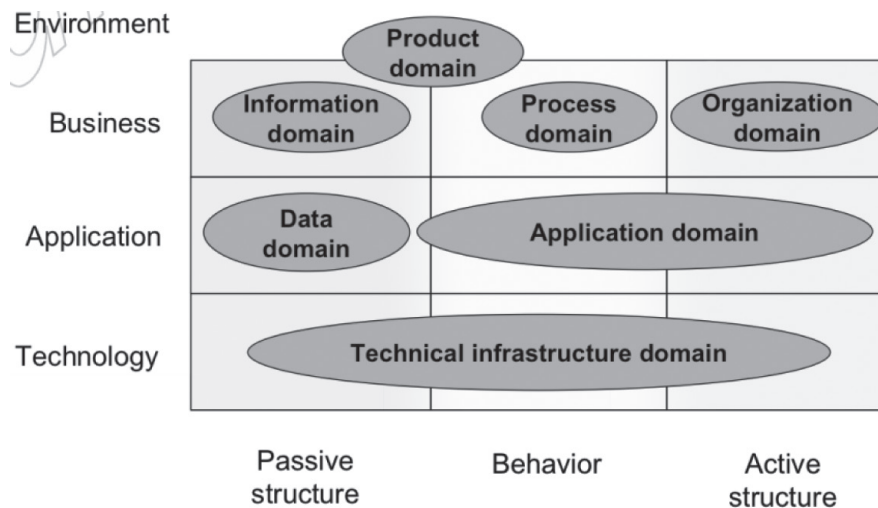 Environment
Product
domain
Business
Information
domain
Process
domain
Organization
domain
Application
Data
domain
Application domain
Technology
Technical infrastructure domain
Passive
structure
Behavior
Active
structure